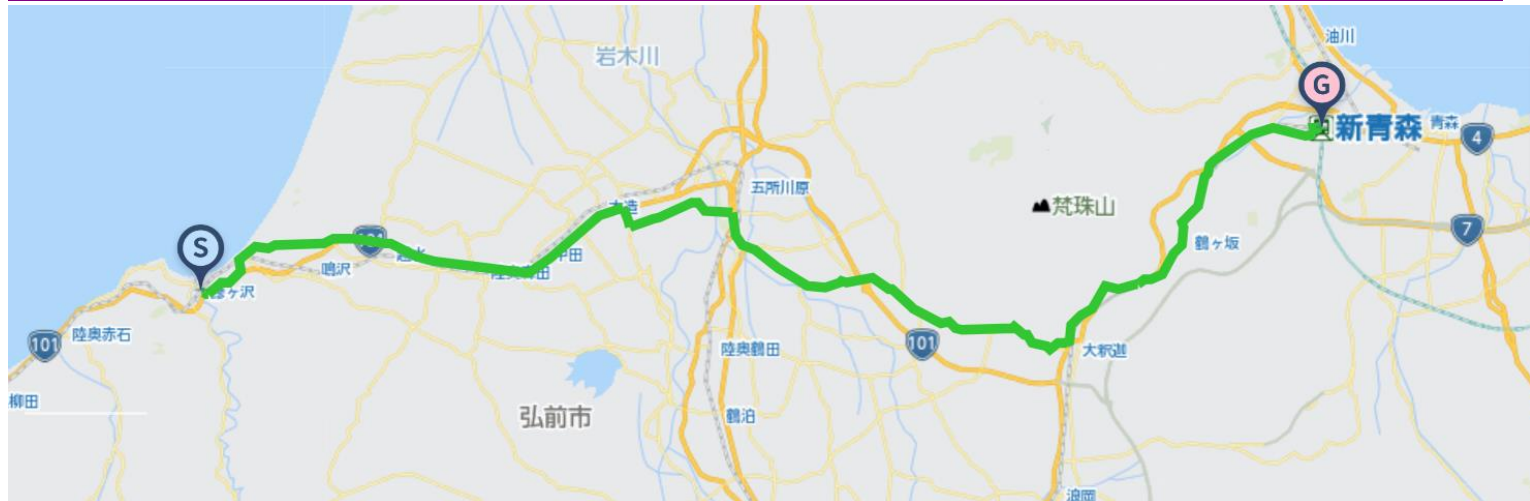 油川
岩木川
G
新青森
青森
4
五所川原
梵珠山
7
S
101
鶴ヶ坂
鳴沢
陸奥赤石
101
陸奥鶴田
101
大釈迦
柳田
弘前市
鶴泊
浪岡